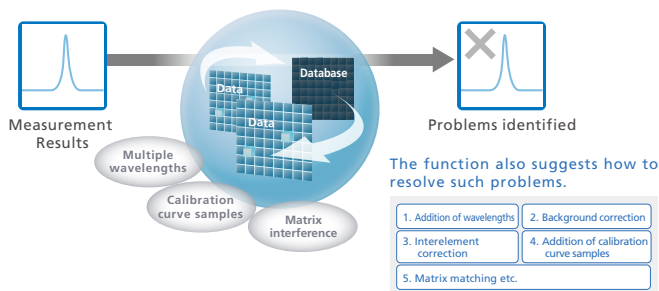 Measurement
Results
Data
Data
Database
Problems identified
Multiple
wavelengths
Calibration
curve samples
Matrix
interference
The function also suggests how to
resolve such problems.
1. Addition of wavelengths
2. Background correction
3. Interelement
correction
4. Addition of calibration
curve samples
5. Matrix matching etc.